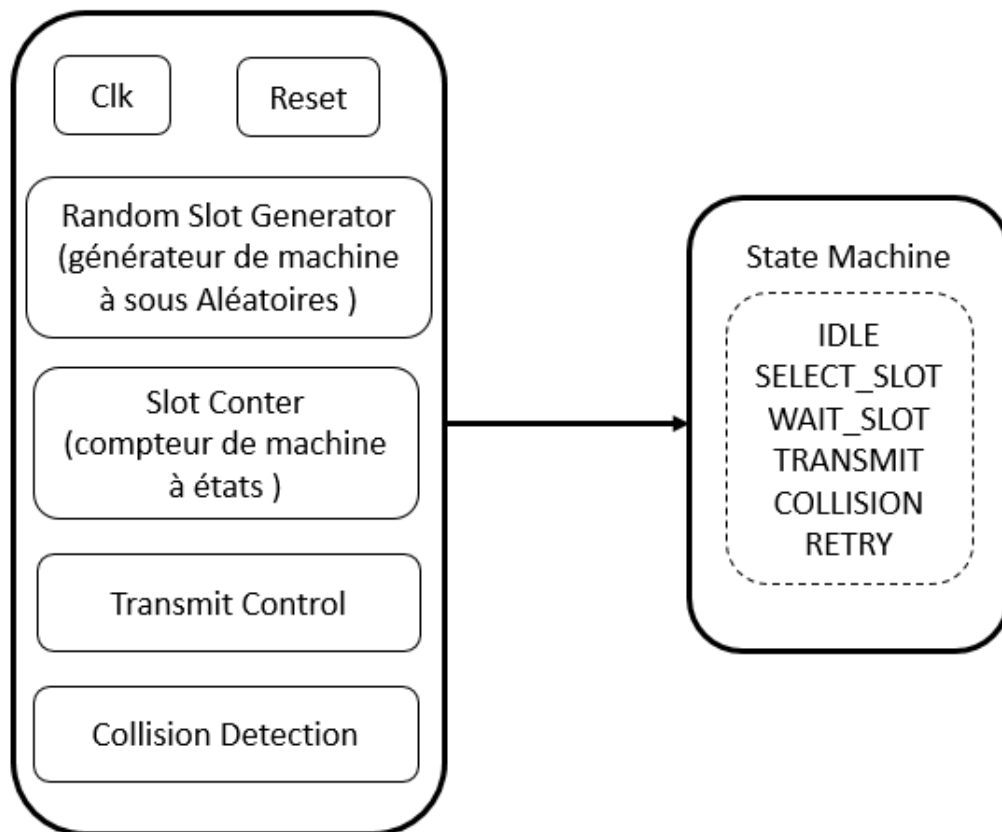 Clk
Reset
Random Slot Generator
(générateur de machine
à sous Aléatoires )
Slot Conter
(compteur de machine
à états )
Transmit Control
Collision Detection
State Machine
IDLE
SELECT_SLOT
WAIT_SLOT
TRANSMIT
COLLISION
RETRY